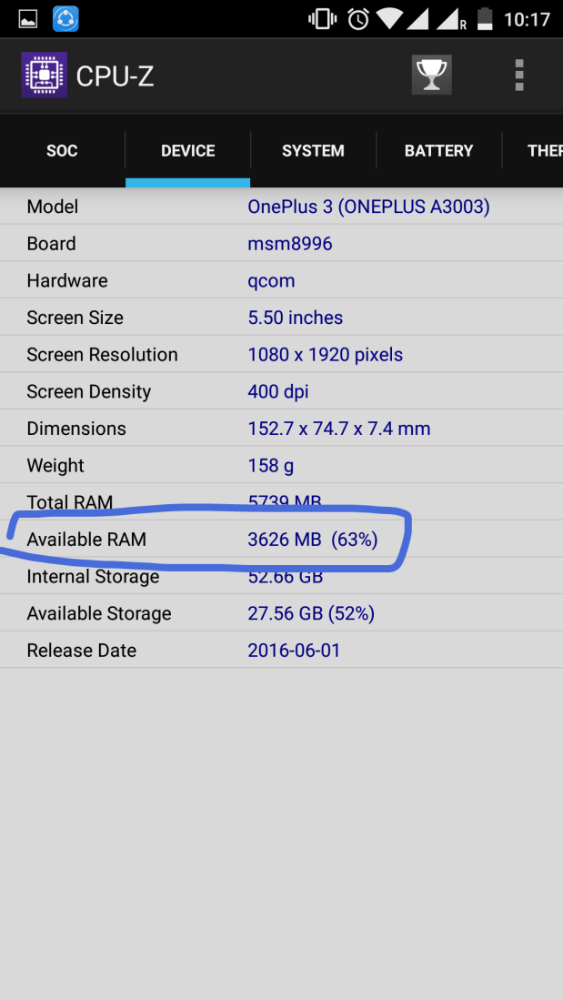 R 10:17
CPU-Z
SOC DEVICE SYSTEM BATTERY THER
Model OnePlus 3 (ONEPLUS A3003)
Board msm8996
Hardware qcom
Screen Size 5.50 inches
Screen Resolution 1080 x 1920 pixels
Screen Density 400 dpi
Dimensions 152.7 x 74.7 x 7.4 mm
Weight 158 g
Total RAM 5739 MB
Available RAM 3626 MB (63%)
Internal Storage 52.66 GB
Available Storage 27.56 GB (52%)
Release Date 2016-06-01